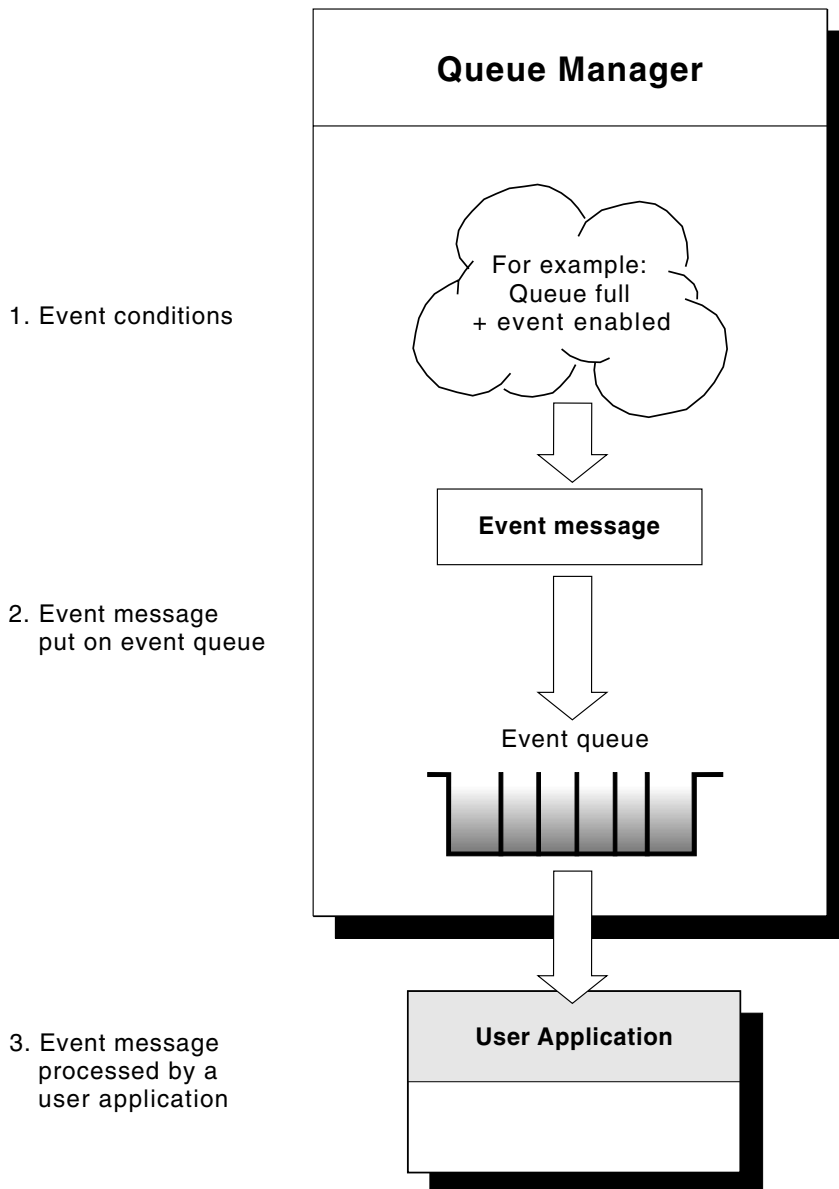 Queue Manager
For example:
Queue full
+ event enabled
1. Event conditions
Event message
2. Event message
put on event queue
Event queue
User Application
3. Event message
processed by a
user application